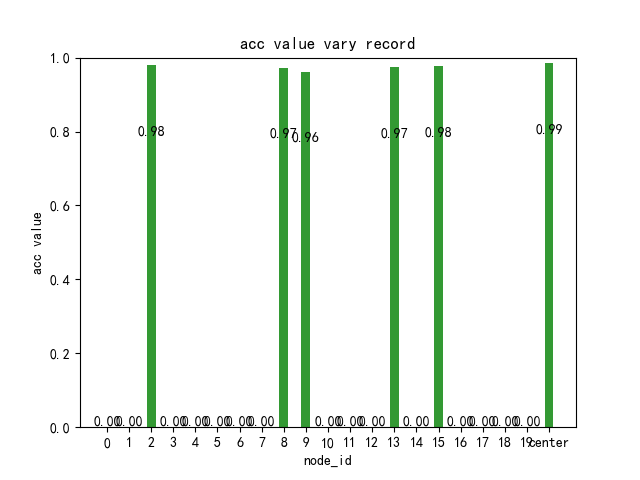 acc value vary record
1.0
0.8
0.6
0.4
0.2
0.0
acc value
0.98 0.97 0.96 0.97 0.98 0.99
0.00 0.00 0.00 0.00 0.00 0.00 0.00 0.00 0.00 0.00 0.00 0.00 0.00 0.00 0.00
0 1 2 3 4 5 6 7 8 9 10 11 12 13 14 15 16 17 18 19 center
node_id